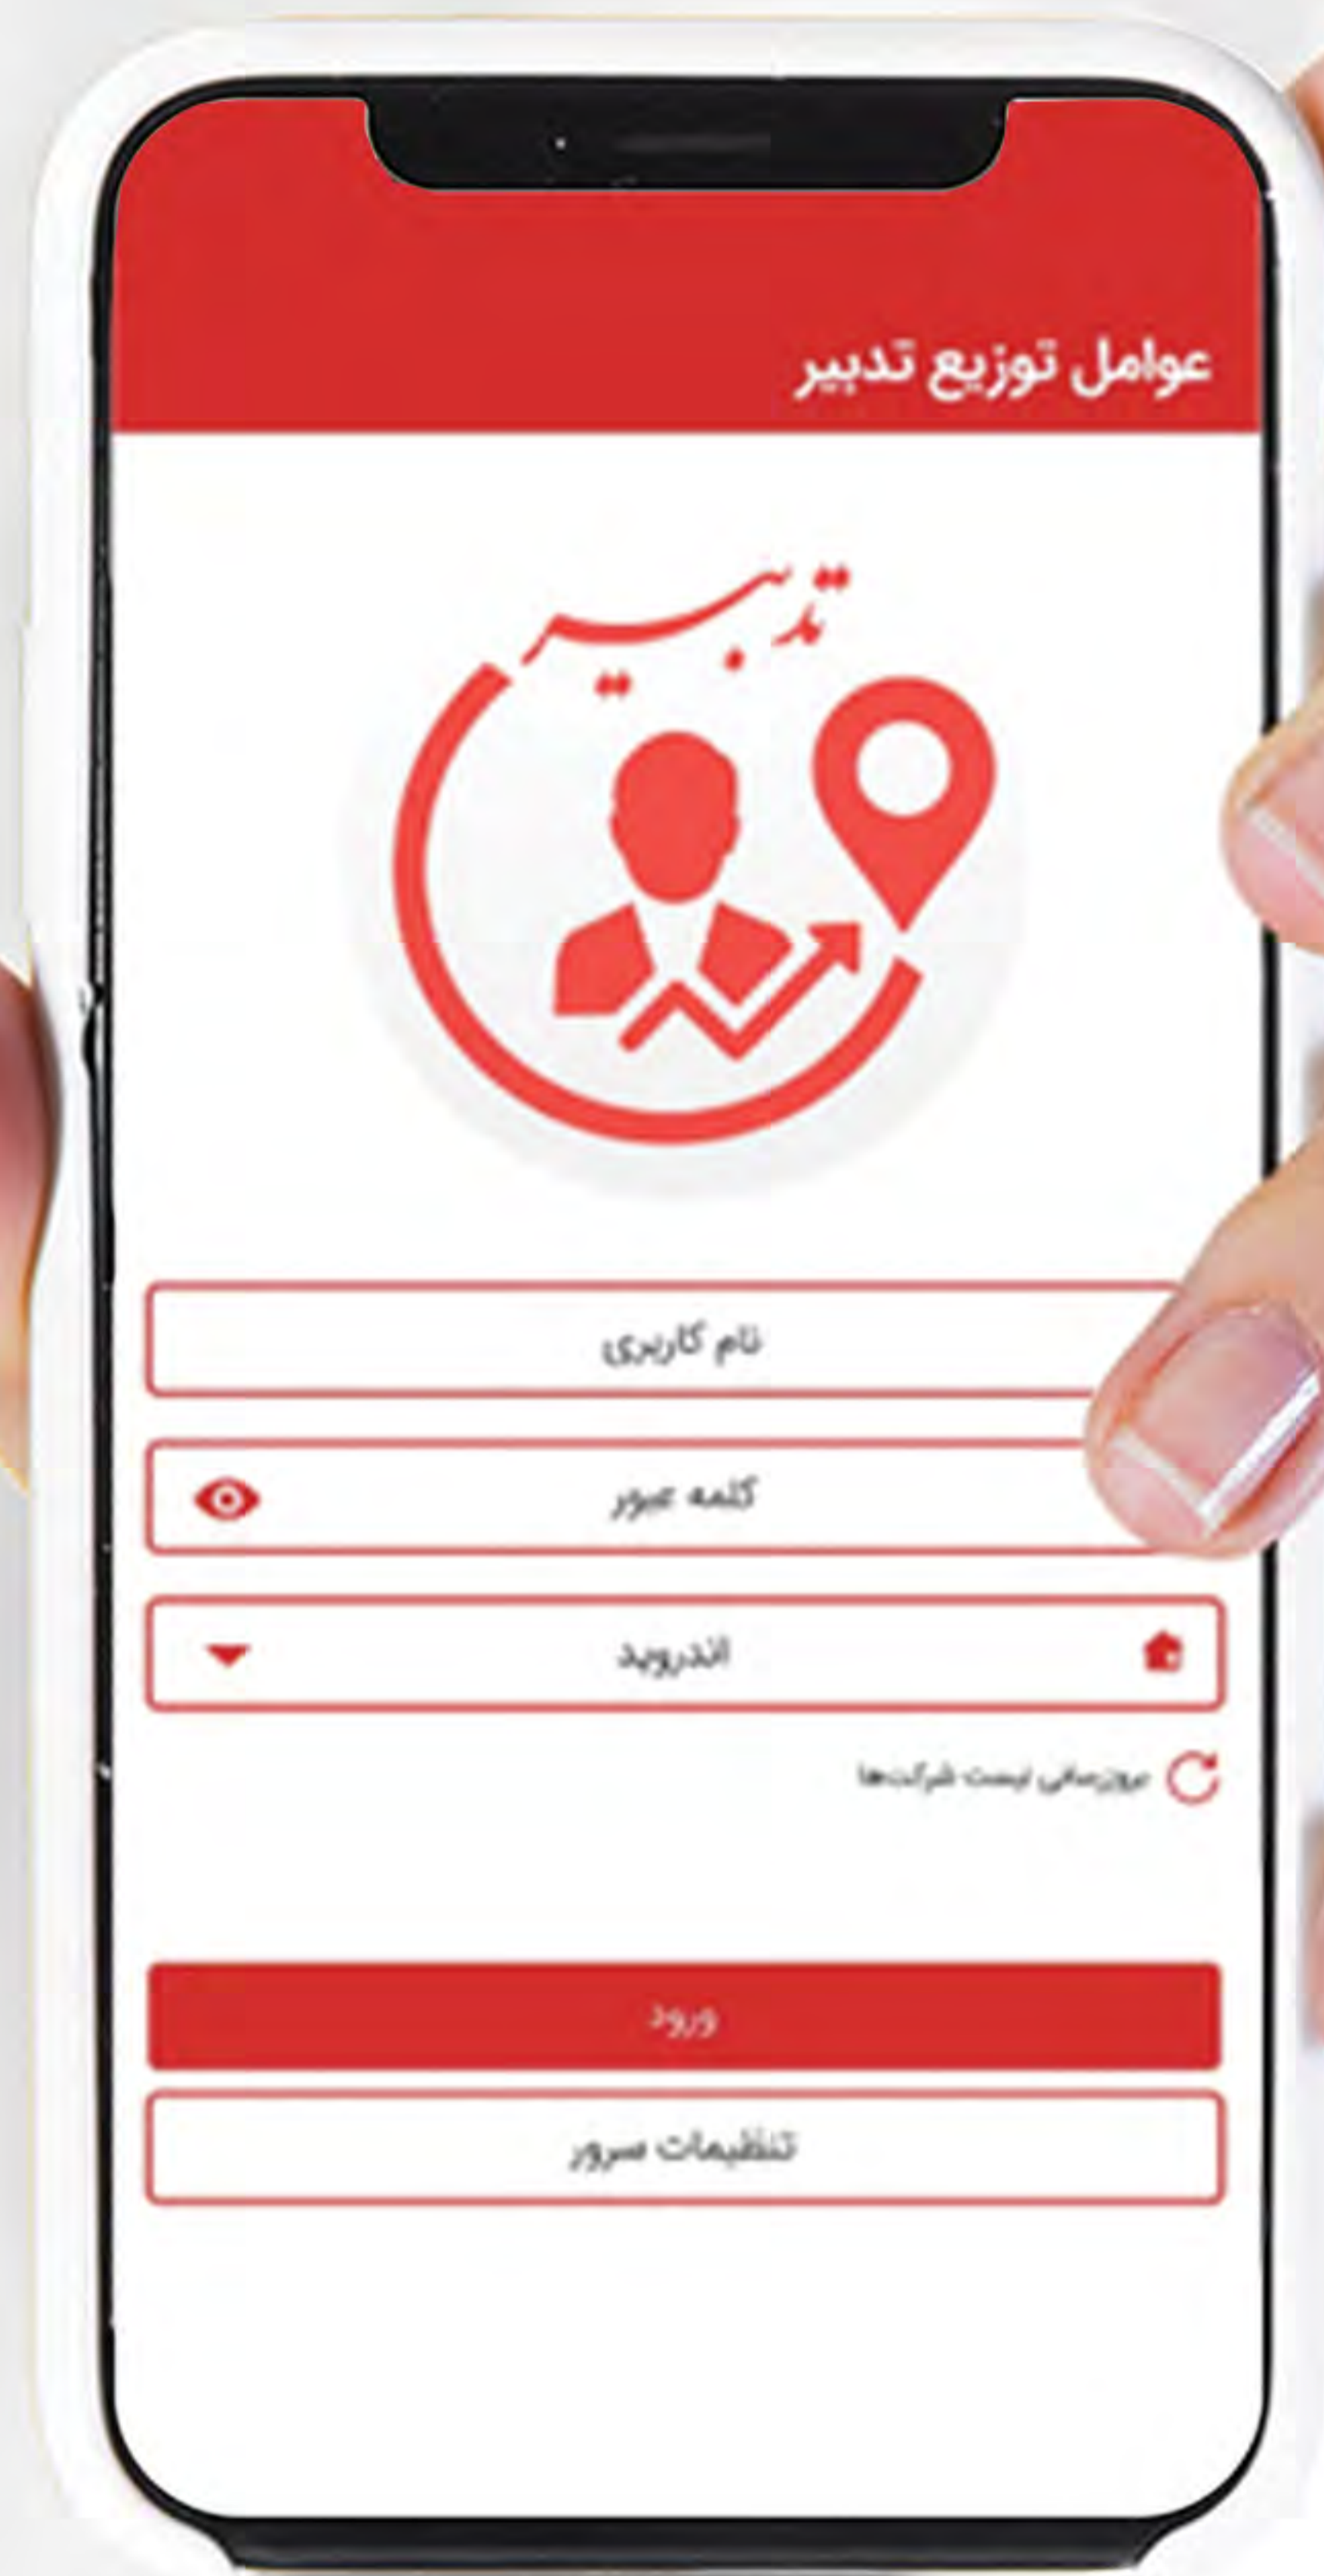 عوامل توزیع تدبیر
تدبیر
نام کاربری
کلمه عبور
اندروید
بروزرسانی لیست شرکت‌ها
ورود
تنظیمات سرور